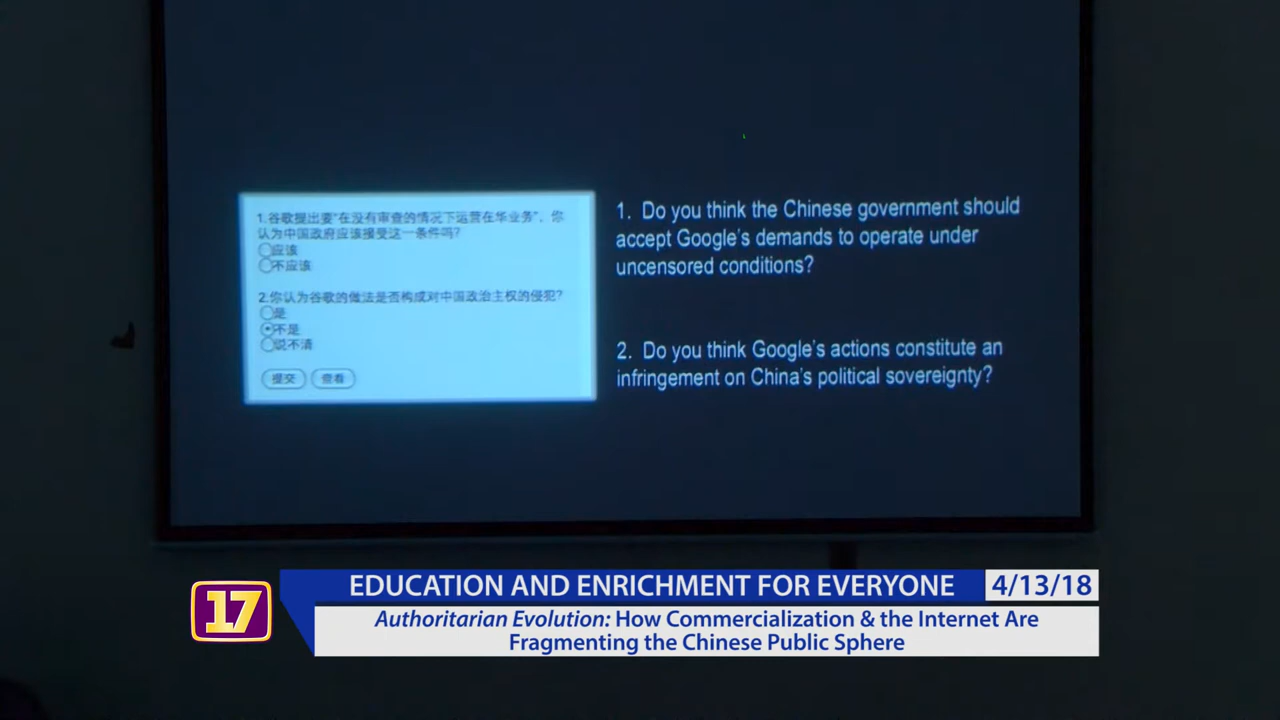 1.谷歌提出要“在没有审查的情况下运营在华业务”，你
认为中国政府应该接受这一条件吗?
应该
不应该
2.你认为谷歌的做法是否构成对中国政治主权的侵犯?
是
不是
说不清
提交 查看
1. Do you think the Chinese government should
accept Google's demands to operate under
uncensored conditions?
2. Do you think Google's actions constitute an
infringement on China's political sovereignty?
17
EDUCATION AND ENRICHMENT FOR EVERYONE 4/13/18
Authoritarian Evolution: How Commercialization & the Internet Are
Fragmenting the Chinese Public Sphere